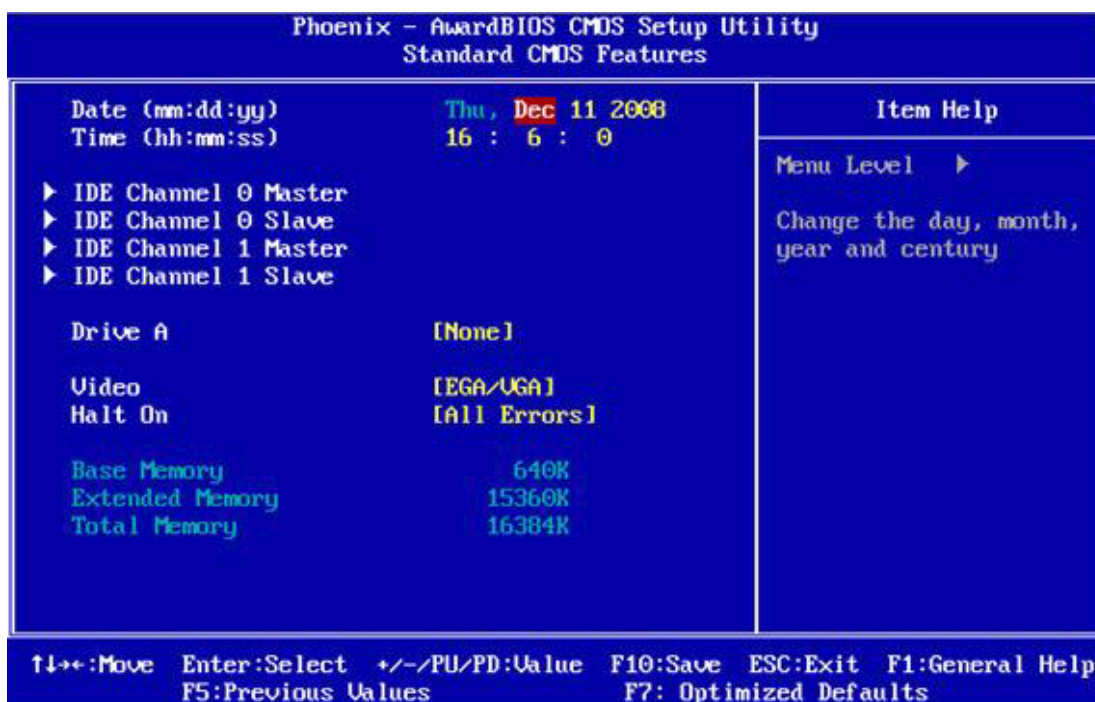 Phoenix - AwardBIOS CMOS Setup Utility
Standard CMOS Features
Date (mm:dd:yy) Thu, Dec 11 2008
Time (hh:mm:ss) 16 : 6 : 0
IDE Channel 0 Master
IDE Channel 0 Slave
IDE Channel 1 Master
IDE Channel 1 Slave
Drive A [None]
Video [EGA/VGA]
Halt On [All Errors]
Base Memory 640K
Extended Memory 15360K
Total Memory 16384K
Item Help
Menu Level
Change the day, month,
year and century
↑↓→←:Move Enter:Select +/-/PU/PD:Value F10:Save ESC:Exit F1:General Help
F5:Previous Values F7: Optimized Defaults